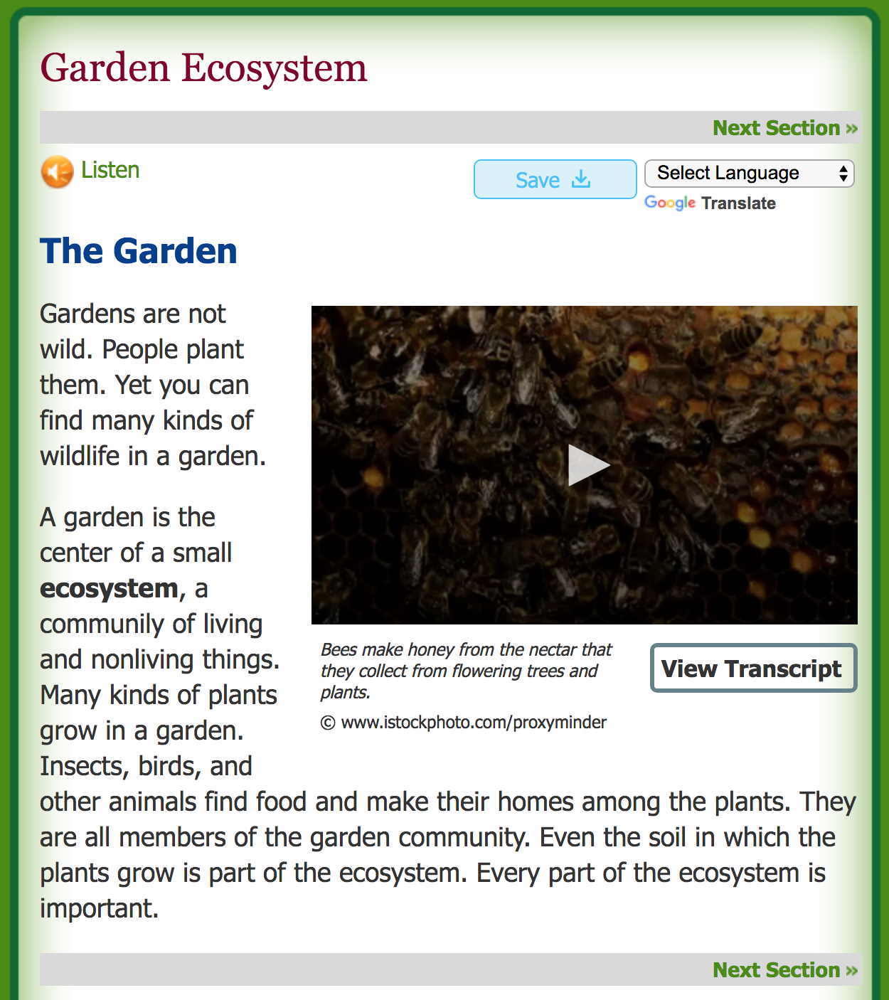 Garden Ecosystem
Next Section »
Listen
Save
Select Language
Google Translate
The Garden
Gardens are not
wild. People plant
them. Yet you can
find many kinds of
wildlife in a garden.
A garden is the
center of a small
ecosystem, a
community of living
and nonliving things.
Many kinds of plants
grow in a garden.
Insects, birds, and
other animals find food and make their homes among the plants. They
are all members of the garden community. Even the soil in which the
plants grow is part of the ecosystem. Every part of the ecosystem is
important.
Bees make honey from the nectar that
they collect from flowering trees and
plants.
© www.istockphoto.com/proxyminder
View Transcript
Next Section »